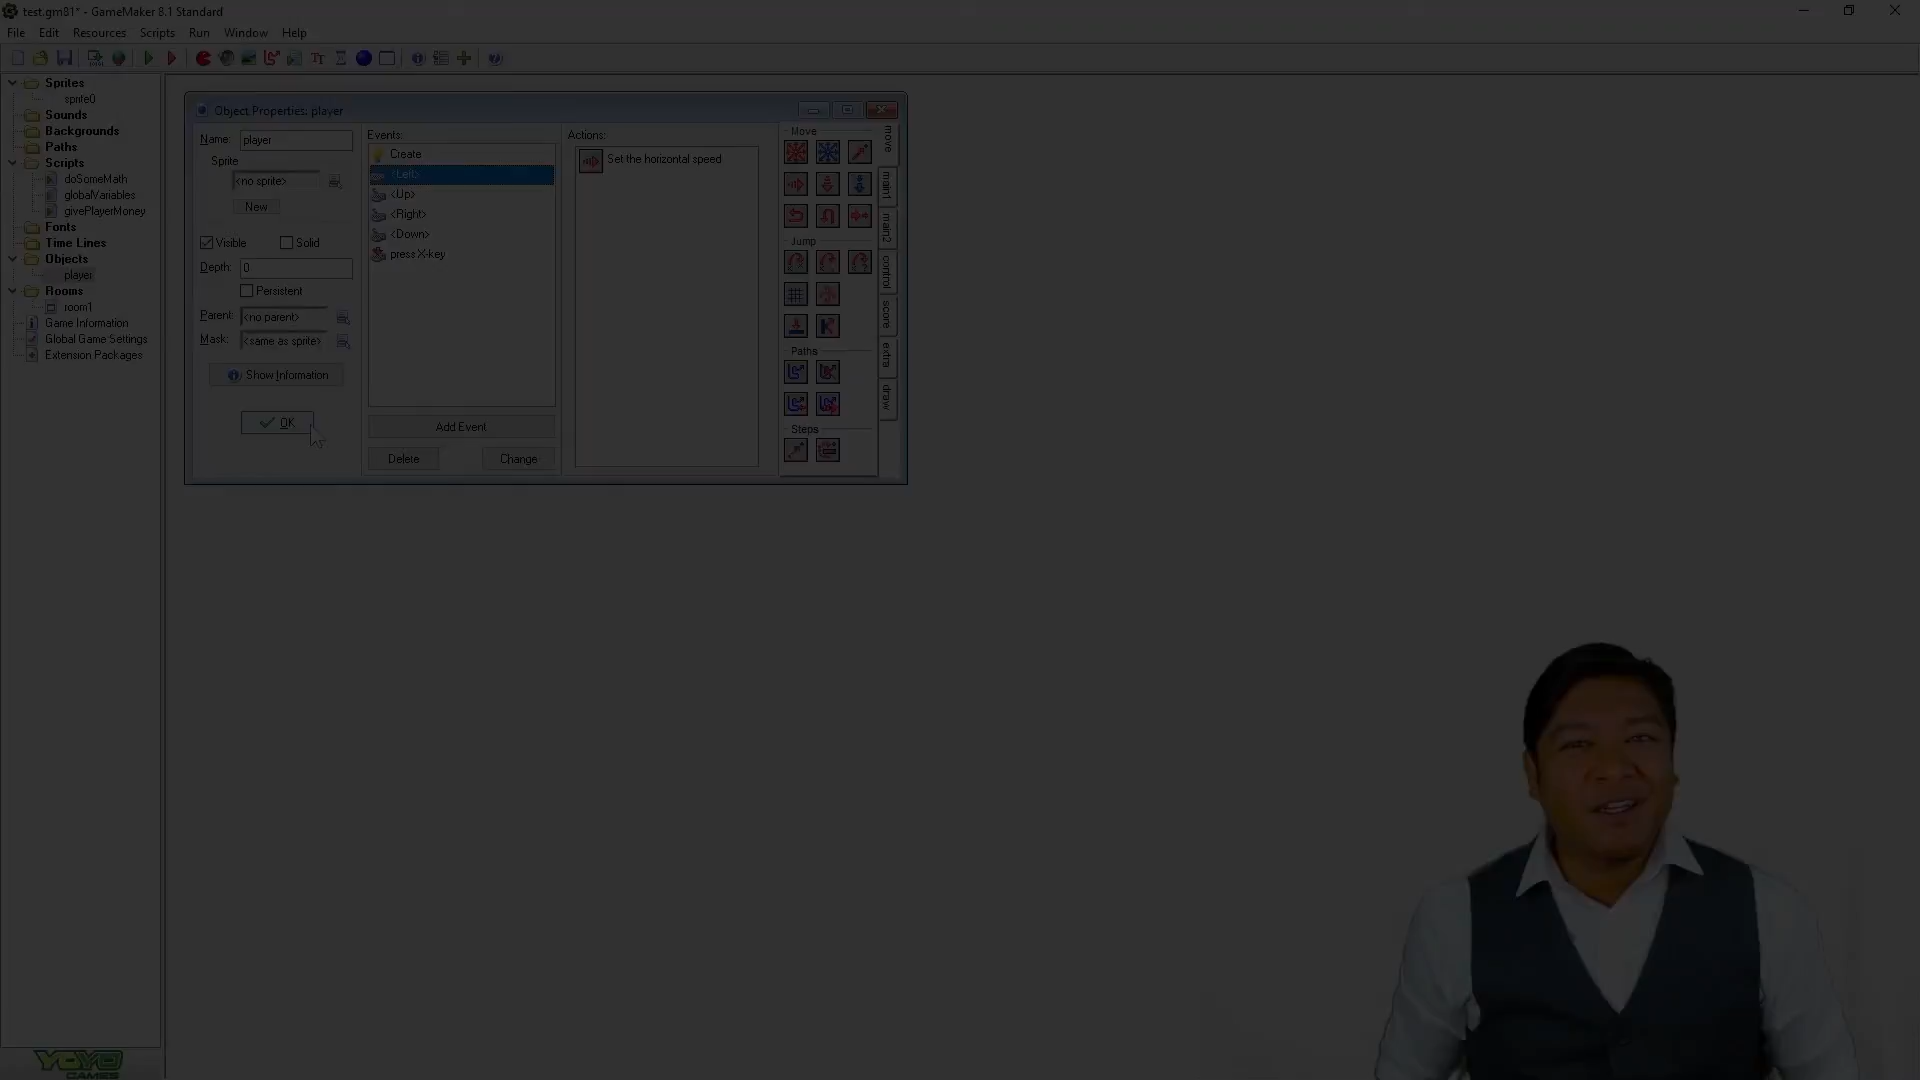 test.gm81* - GameMaker 8.1 Standard
File Edit Resources Scripts Run Window Help
Sprites
sprite0
Sounds
Backgrounds
Paths
Scripts
doSomeMath
globalVariables
givePlayerMoney
Fonts
Time Lines
Objects
player
Rooms
room1
Game Information
Global Game Settings
Extension Packages
Object Properties: player
Name: player
Sprite
<no sprite>
New
Visible Solid
Depth: 0
Persistent
Parent: <no parent>
Mask: <same as sprite>
Show Information
OK
Events:
Create
<Left>
<Up>
<Right>
<Down>
press X-key
Add Event
Delete Change
Actions:
Set the horizontal speed
Move
Jump
Paths
Steps
move
main1
main2
control
score
extra
draw
YOYO
GAMES